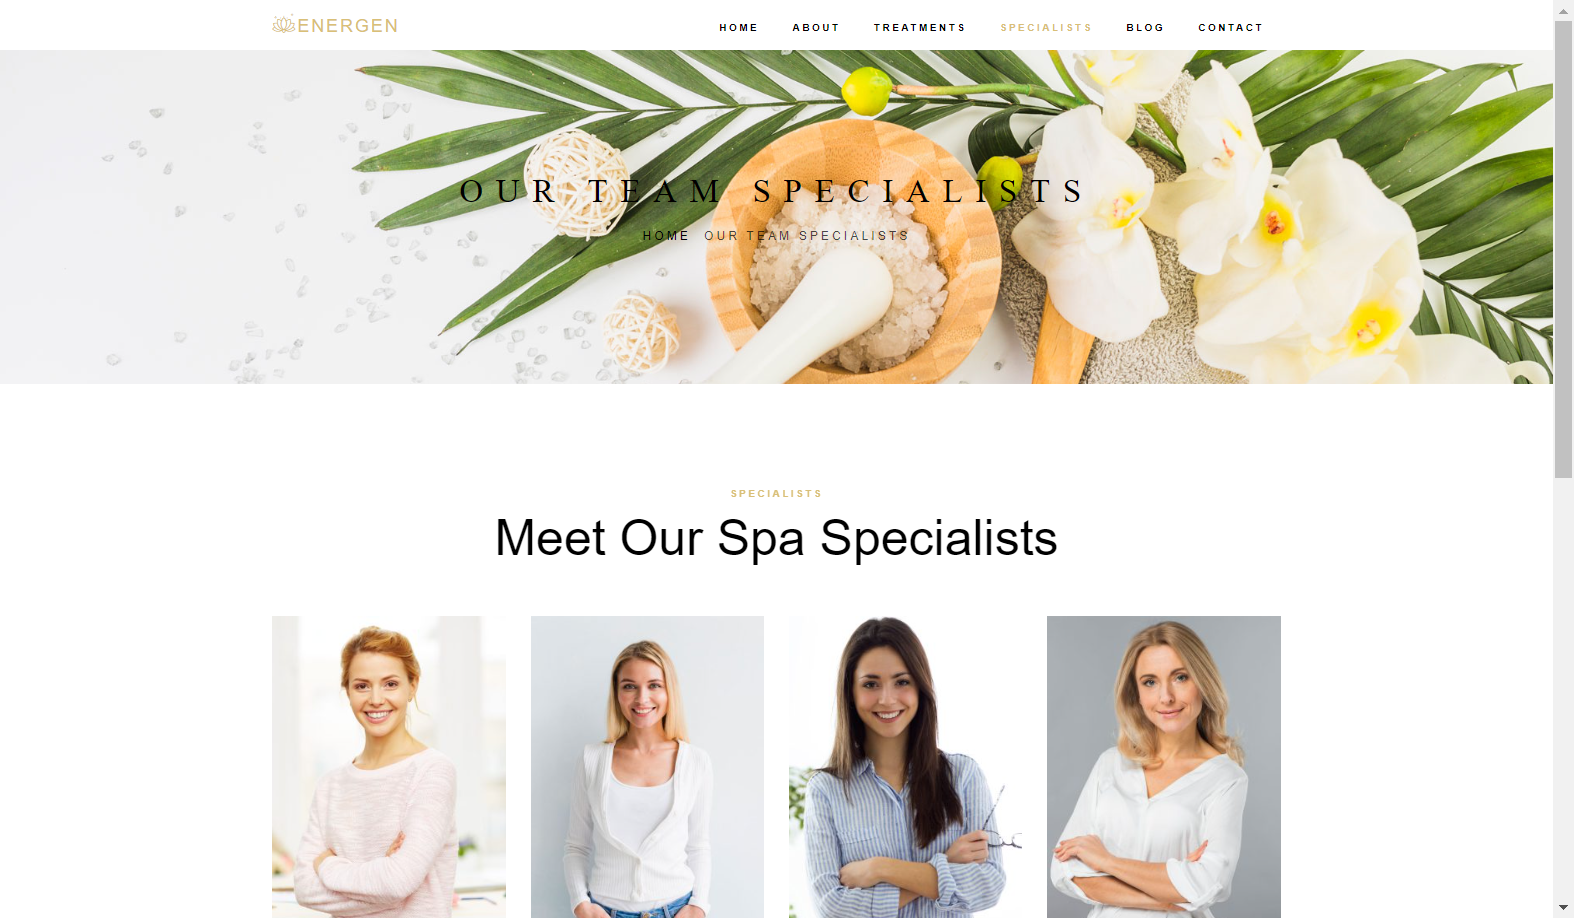 ENERGEN
HOME ABOUT TREATMENTS SPECIALISTS BLOG CONTACT
OUR TEAM SPECIALISTS
HOME OUR TEAM SPECIALISTS
SPECIALISTS
Meet Our Spa Specialists